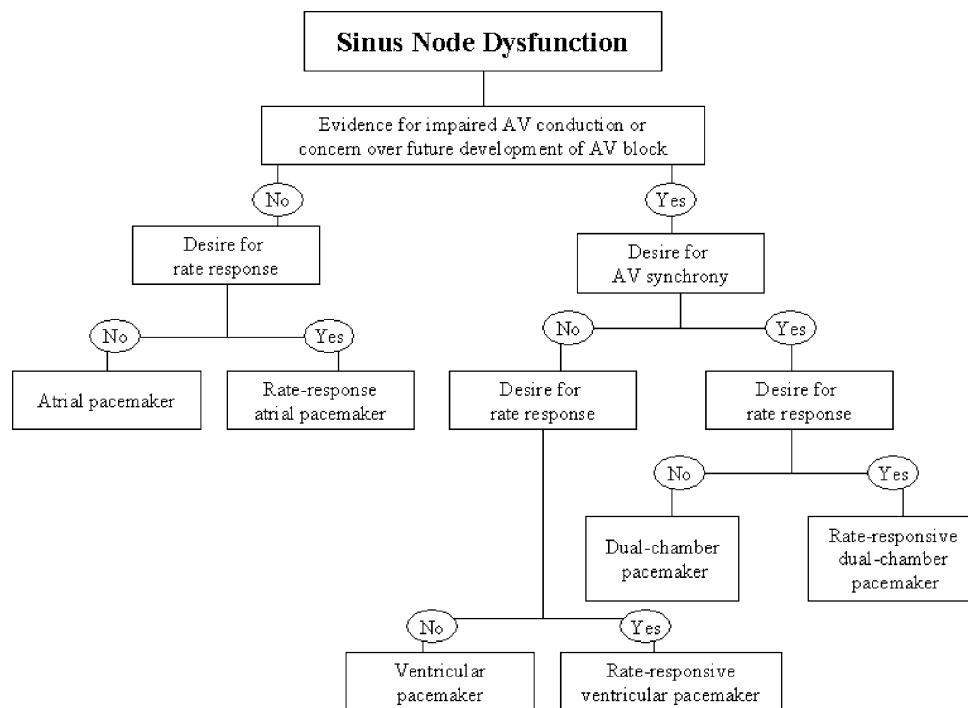 Sinus Node Dysfunction
Evidence for impaired AV conduction or
concern over future development of AV block
No
Yes
Desire for
rate response
Desire for
AV synchrony
No
Yes
No
Yes
Atrial pacemaker
Rate-response
atrial pacemaker
Desire for
rate response
Desire for
rate response
No
Yes
Dual-chamber
pacemaker
Rate-responsive
dual-chamber
pacemaker
No
Yes
Ventricular
pacemaker
Rate-responsive
ventricular pacemaker